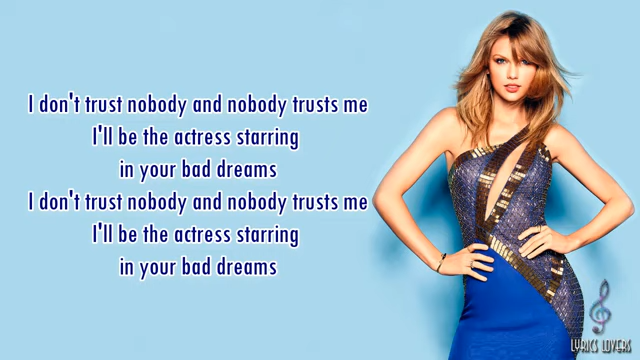 I don't trust nobody and nobody trusts me
I'll be the actress starring
in your bad dreams
I don't trust nobody and nobody trusts me
I'll be the actress starring
in your bad dreams
LYRICS LOVERS